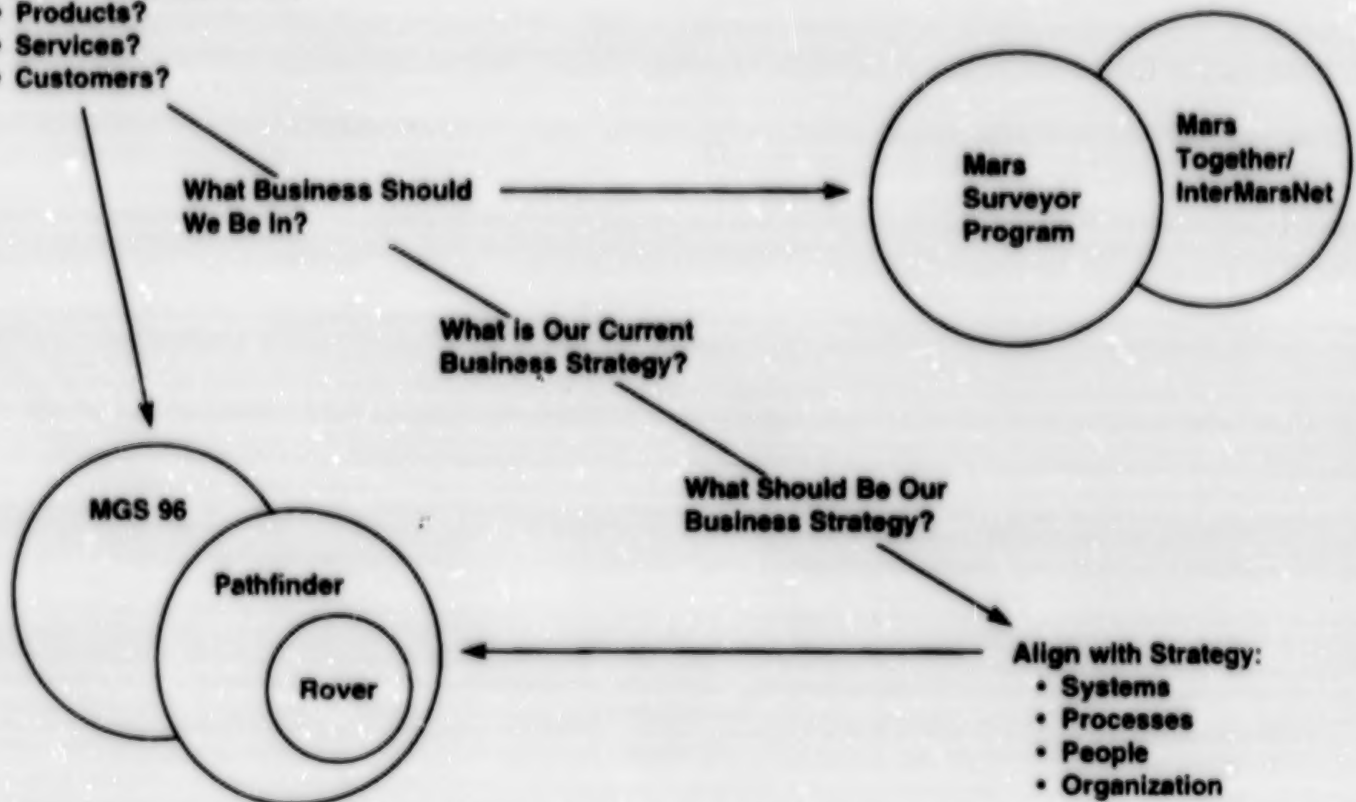 • Products?
• Services?
• Customers?
What Business Should
We Be In?
Mars
Surveyor
Program
Mars
Together/
InterMarsNet
What is Our Current
Business Strategy?
What Should Be Our
Business Strategy?
MGS 96
Pathfinder
Rover
Align with Strategy:
• Systems
• Processes
• People
• Organization